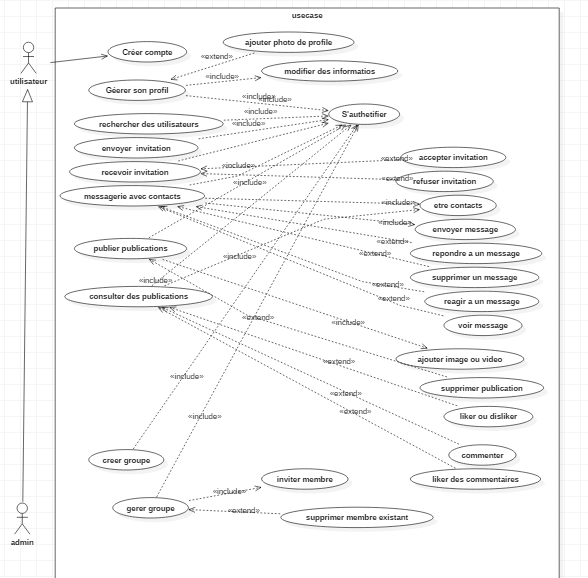 usecase
ajouter photo de profile
Créer compte
«extend»
utilisateur
modifier des informatios
«include»
Géerer son profil
«include»
«include»
«include»
S'authetifier
rechercher des utilisateurs
«include»
envoyer invitation
«extend»
accepter invitation
«include»
recevoir invitation
«extend»
refuser invitation
«include»
messagerie avec contacts
«include»
etre contacts
«include»
envoyer message
«extend»
publier publications
«include»
«extend»
repondre a un message
«include»
«extend»
supprimer un message
consulter des publications
«extend»
reagir a un message
«extend»
«include»
voir message
«extend»
ajouter image ou video
«include»
«extend»
supprimer publication
«include»
«extend»
liker ou disliker
creer groupe
commenter
inviter membre
liker des commentaires
«include»
gerer groupe
«extend»
supprimer membre existant
admin